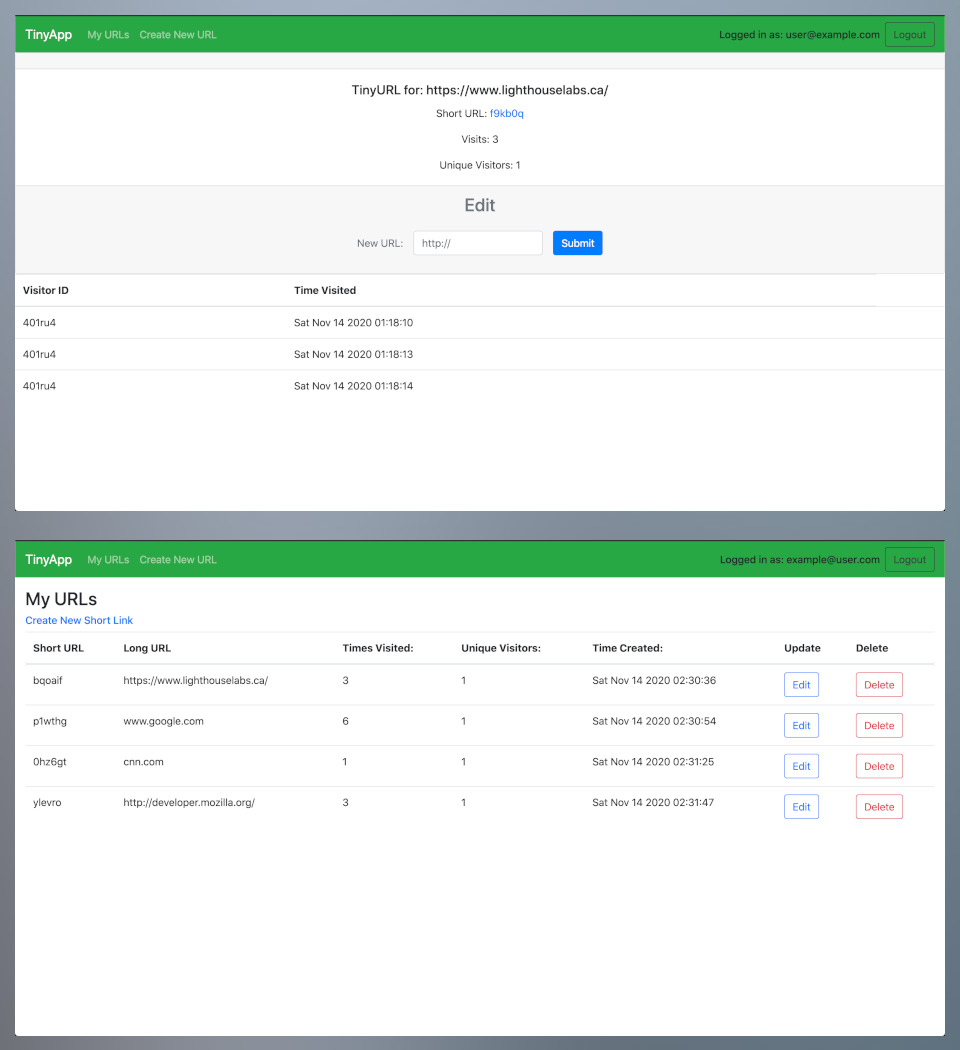 TinyApp My URLs Create New URL Logged in as: user@example.com Logout
TinyURL for: https://www.lighthouselabs.ca/
Short URL: f9kb0q
Visits: 3
Unique Visitors: 1
Edit
New URL: http:// Submit
Visitor ID Time Visited
401ru4 Sat Nov 14 2020 01:18:10
401ru4 Sat Nov 14 2020 01:18:13
401ru4 Sat Nov 14 2020 01:18:14
TinyApp My URLs Create New URL Logged in as: example@user.com Logout
My URLs
Create New Short Link
Short URL Long URL Times Visited: Unique Visitors: Time Created: Update Delete
bqoaif https://www.lighthouselabs.ca/ 3 1 Sat Nov 14 2020 02:30:36 Edit Delete
p1wthg www.google.com 6 1 Sat Nov 14 2020 02:30:54 Edit Delete
0hz6gt cnn.com 1 1 Sat Nov 14 2020 02:31:25 Edit Delete
ylevro http://developer.mozilla.org/ 3 1 Sat Nov 14 2020 02:31:47 Edit Delete